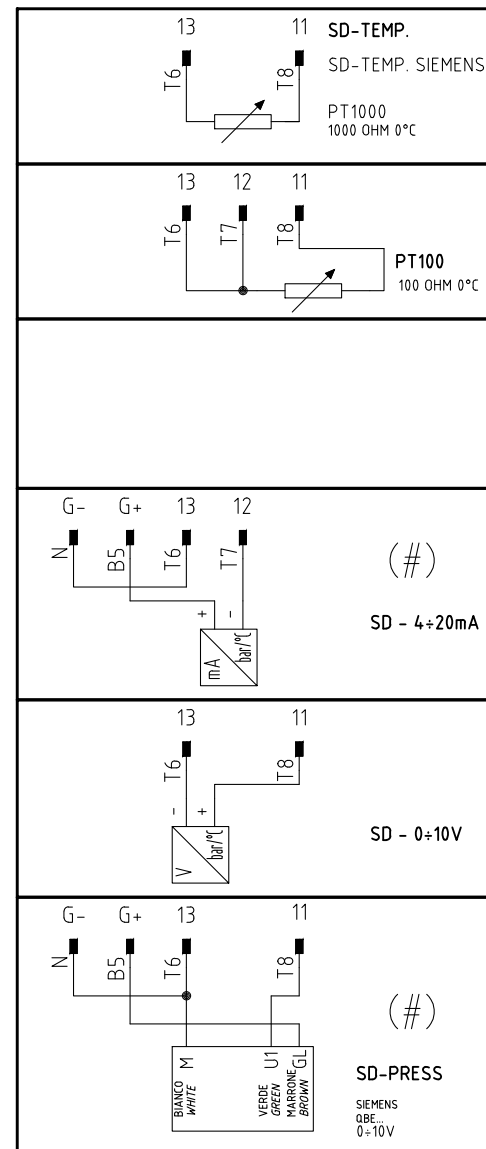 13 11 SD-TEMP.
T6 T8 SD-TEMP. SIEMENS
PT1000
1000 OHM 0°C
13 12 11
T6 T7 T8
PT100
100 OHM 0°C
G- G+ 13 12
N B5 T6 T7
(#)
+ -
SD - 4÷20mA
mA bar/°C
13 11
T6 T8
- +
SD - 0÷10V
V bar/°C
G- G+ 13 11
N B5 T6 T8
(#)
M U1 GL
BIANCO VERDE MARRONE
WHITE GREEN BROWN
SD-PRESS
SIEMENS
QBE...
0÷10V